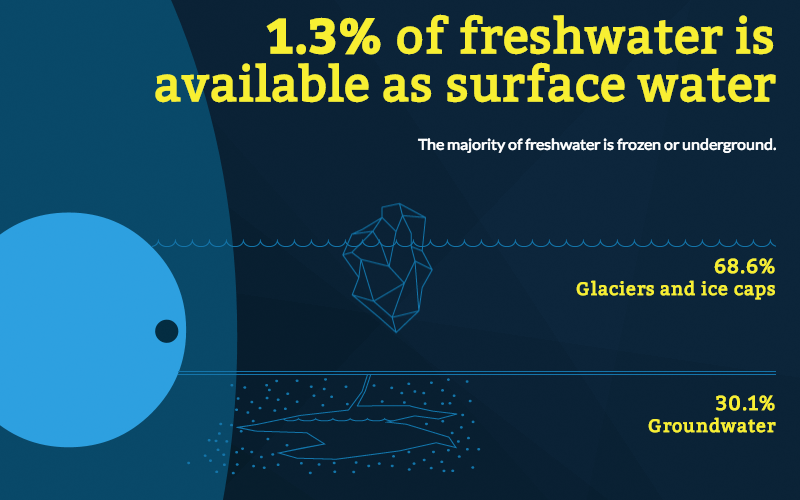 1.3% of freshwater is
available as surface water
The majority of freshwater is frozen or underground.
68.6%
Glaciers and ice caps
30.1%
Groundwater